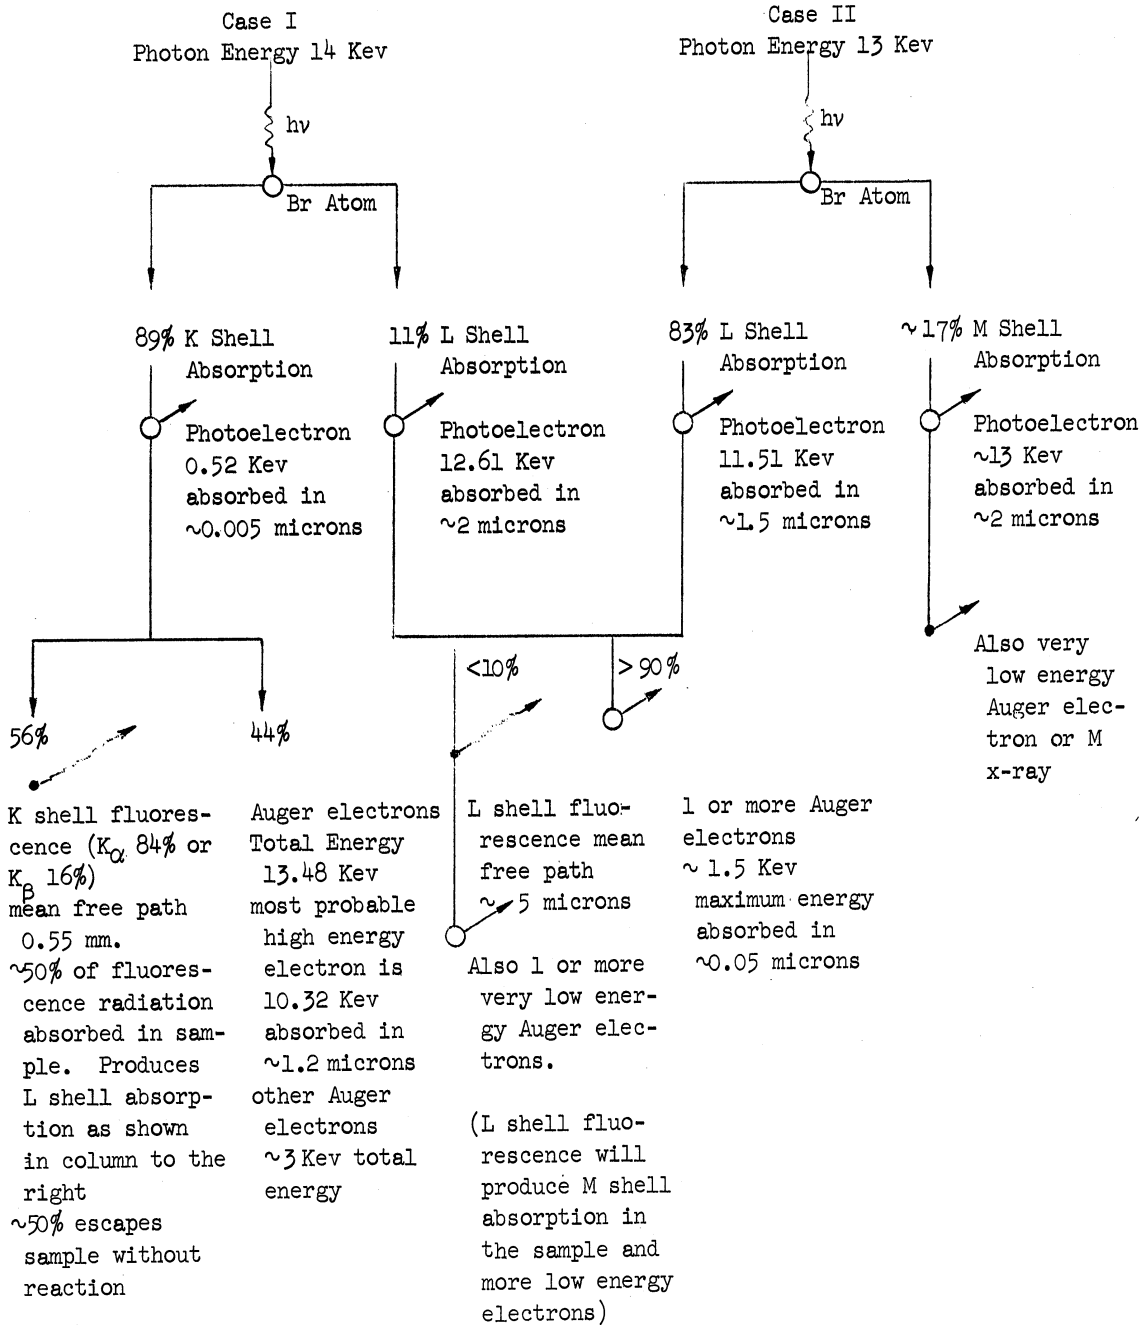 Case I
Photon Energy 14 Kev
hν
Br Atom
89% K Shell
Absorption
Photoelectron
0.52 Kev
absorbed in
~0.005 microns
11% L Shell
Absorption
Photoelectron
12.61 Kev
absorbed in
~2 microns
Case II
Photon Energy 13 Kev
hν
Br Atom
83% L Shell
Absorption
Photoelectron
11.51 Kev
absorbed in
~1.5 microns
~17% M Shell
Absorption
Photoelectron
~13 Kev
absorbed in
~2 microns
Also very
low energy
Auger elec-
tron or M
x-ray
56%
K shell fluores-
cence (Kα 84% or
Kβ 16%)
mean free path
0.55 mm.
~50% of fluores-
cence radiation
absorbed in sam-
ple. Produces
L shell absorp-
tion as shown
in column to the
right
~50% escapes
sample without
reaction
44%
Auger electrons
Total Energy
13.48 Kev
most probable
high energy
electron is
10.32 Kev
absorbed in
~1.2 microns
other Auger
electrons
~3 Kev total
energy
<10%
L shell fluo-
rescence mean
free path
~ 5 microns
Also 1 or more
very low ener-
gy Auger elec-
trons.
(L shell fluo-
rescence will
produce M shell
absorption in
the sample and
more low energy
electrons)
> 90%
1 or more Auger
electrons
~ 1.5 Kev
maximum energy
absorbed in
~0.05 microns